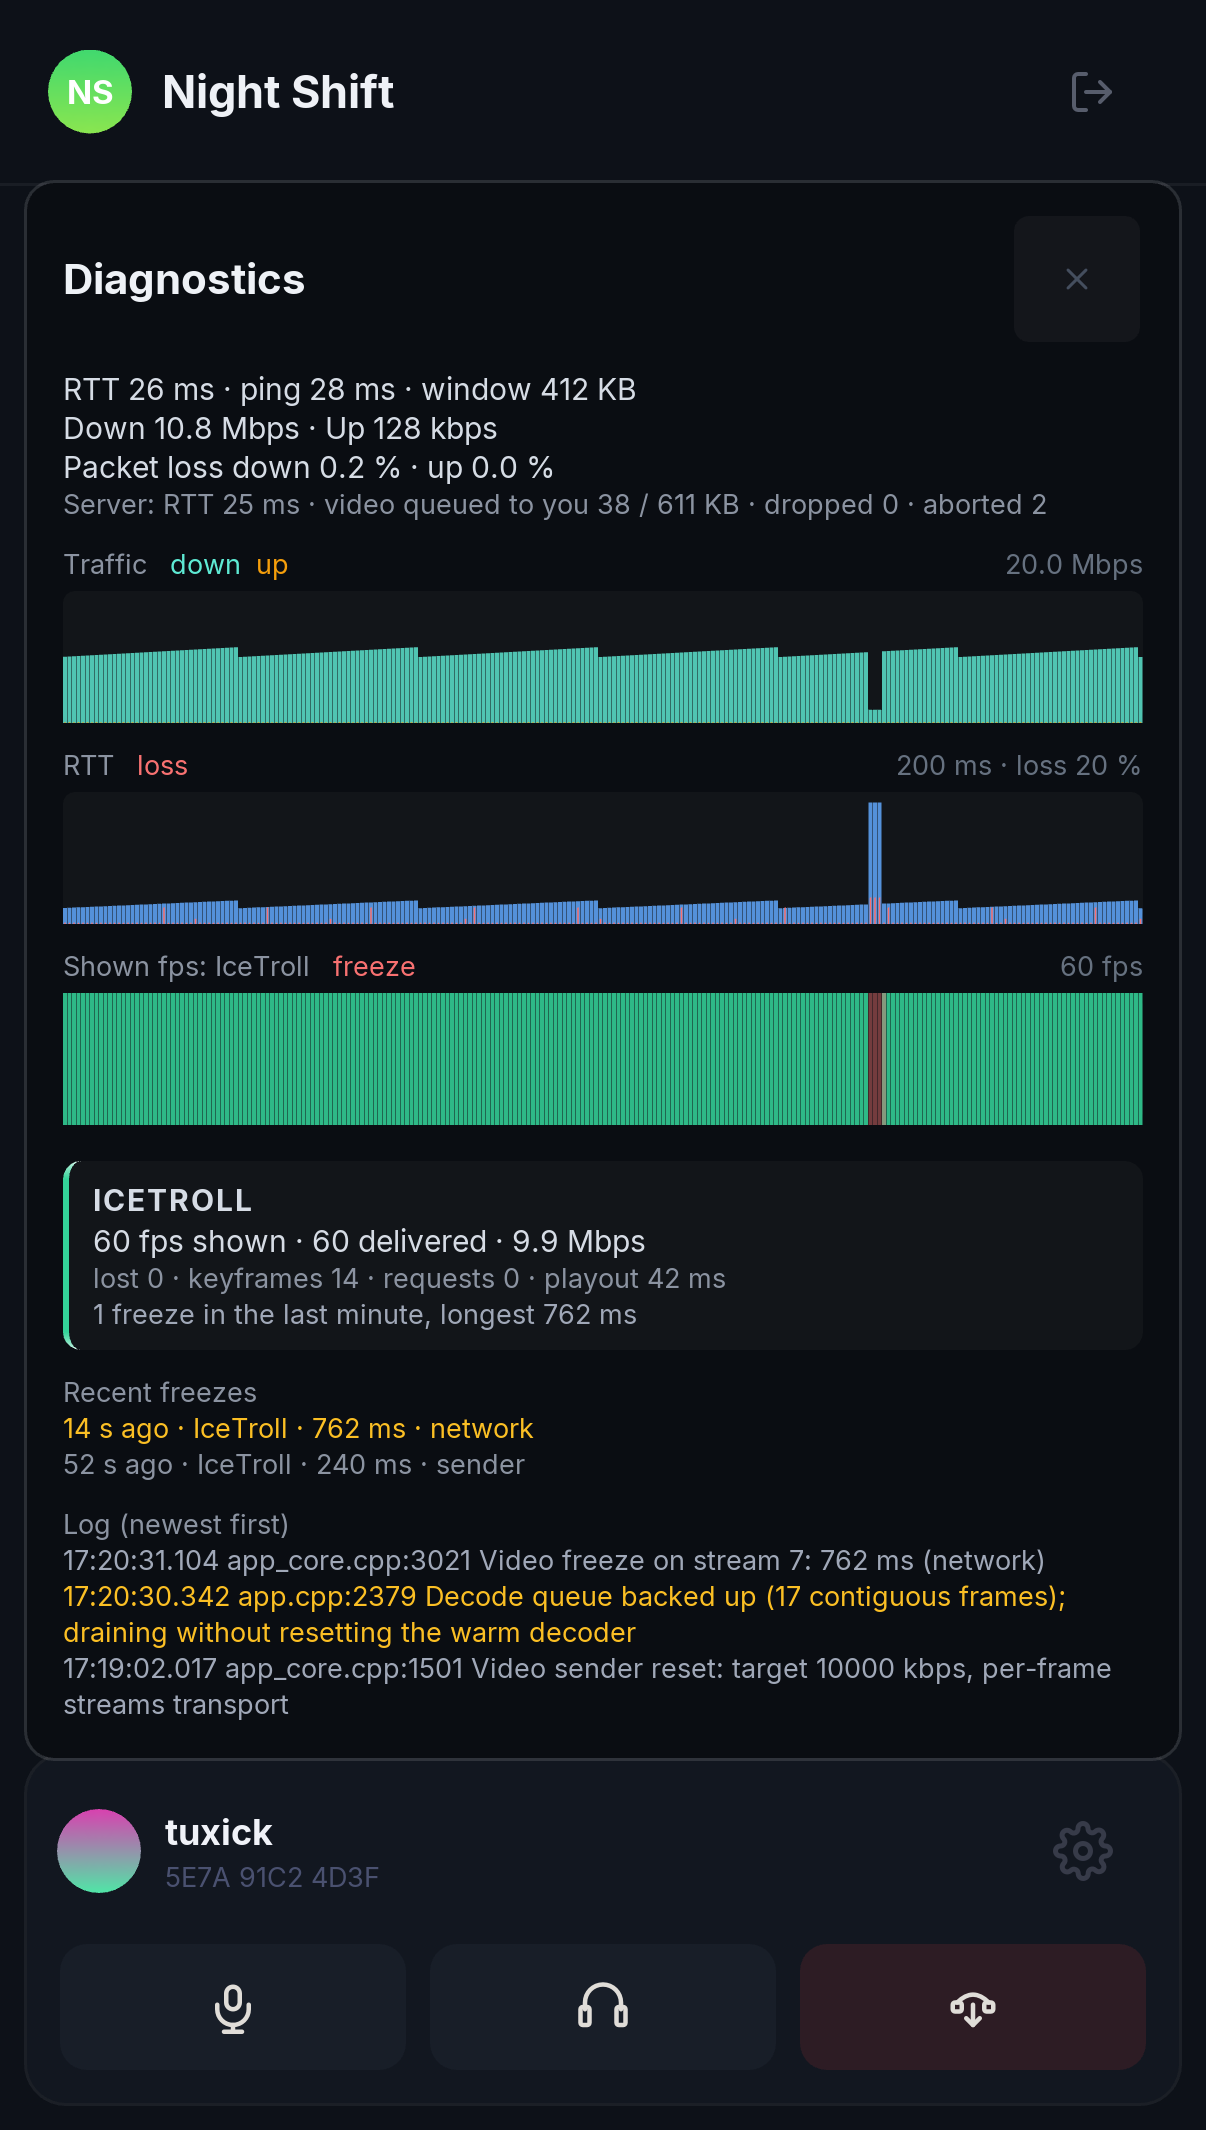 NS Night Shift
Diagnostics
RTT 26 ms · ping 28 ms · window 412 KB
Down 10.8 Mbps · Up 128 kbps
Packet loss down 0.2 % · up 0.0 %
Server: RTT 25 ms · video queued to you 38 / 611 KB · dropped 0 · aborted 2
Traffic down up 20.0 Mbps
RTT loss 200 ms · loss 20 %
Shown fps: IceTroll freeze 60 fps
ICETROLL
60 fps shown · 60 delivered · 9.9 Mbps
lost 0 · keyframes 14 · requests 0 · playout 42 ms
1 freeze in the last minute, longest 762 ms
Recent freezes
14 s ago · IceTroll · 762 ms · network
52 s ago · IceTroll · 240 ms · sender
Log (newest first)
17:20:31.104 app_core.cpp:3021 Video freeze on stream 7: 762 ms (network)
17:20:30.342 app.cpp:2379 Decode queue backed up (17 contiguous frames);
draining without resetting the warm decoder
17:19:02.017 app_core.cpp:1501 Video sender reset: target 10000 kbps, per-frame
streams transport
tuxick
5E7A 91C2 4D3F